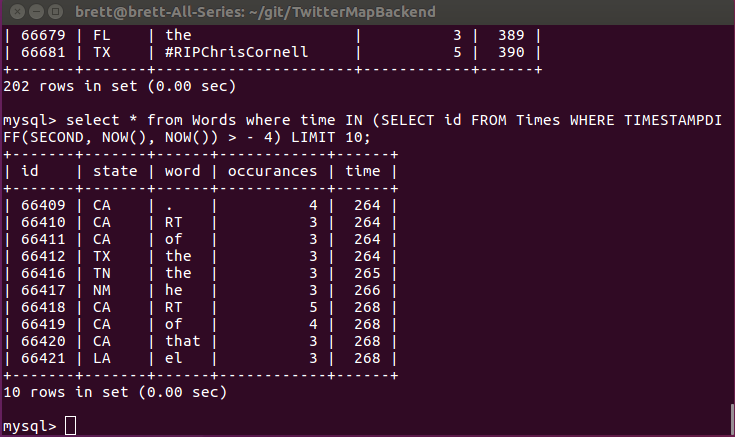 brett@brett-All-Series: ~/git/TwitterMapBackend
| 66679 | FL    | the                  |          3 |  389 |
| 66681 | TX    | #RIPChrisCornell     |          5 |  390 |
+-------+-------+----------------------+------------+------+
202 rows in set (0.00 sec)
mysql> select * from Words where time IN (SELECT id FROM Times WHERE TIMESTAMPDI
FF(SECOND, NOW(), NOW()) > - 4) LIMIT 10;
+-------+-------+------+------------+------+
| id    | state | word | occurances | time |
+-------+-------+------+------------+------+
| 66409 | CA    | .    |          4 |  264 |
| 66410 | CA    | RT   |          3 |  264 |
| 66411 | CA    | of   |          3 |  264 |
| 66412 | TX    | the  |          3 |  264 |
| 66416 | TN    | the  |          3 |  265 |
| 66417 | NM    | he   |          3 |  266 |
| 66418 | CA    | RT   |          5 |  268 |
| 66419 | CA    | of   |          4 |  268 |
| 66420 | CA    | that |          3 |  268 |
| 66421 | LA    | el   |          3 |  268 |
+-------+-------+------+------------+------+
10 rows in set (0.00 sec)
mysql>